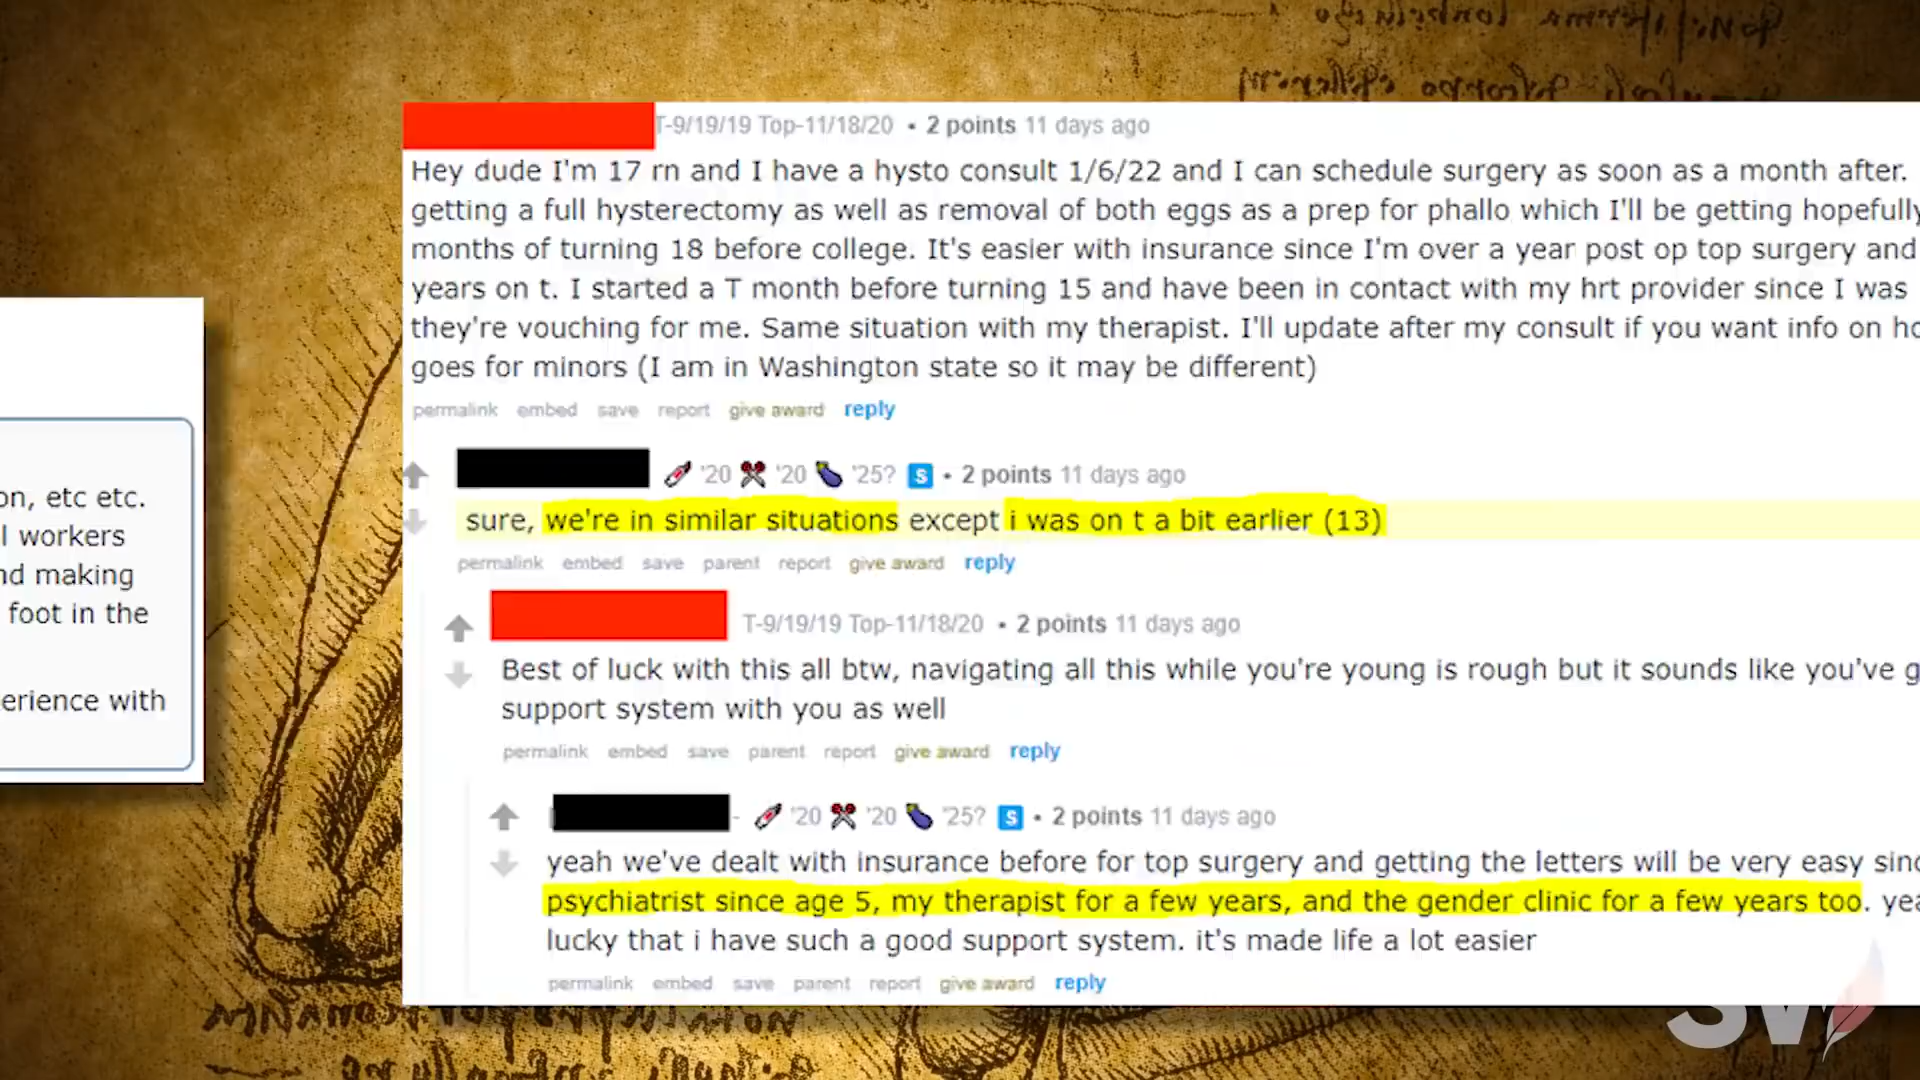 T-9/19/19 Top-11/18/20 • 2 points 11 days ago
Hey dude I'm 17 rn and I have a hysto consult 1/6/22 and I can schedule surgery as soon as a month after.
getting a full hysterectomy as well as removal of both eggs as a prep for phallo which I'll be getting hopefully
months of turning 18 before college. It's easier with insurance since I'm over a year post op top surgery and
years on t. I started a T month before turning 15 and have been in contact with my hrt provider since I was
they're vouching for me. Same situation with my therapist. I'll update after my consult if you want info on
goes for minors (I am in Washington state so it may be different)
permalink embed save report give award reply
'20 '20 '25? S • 2 points 11 days ago
sure, we're in similar situations except i was on t a bit earlier (13)
permalink embed save parent report give award reply
T-9/19/19 Top-11/18/20 • 2 points 11 days ago
Best of luck with this all btw, navigating all this while you're young is rough but it sounds like you've
support system with you as well
permalink embed save parent report give award reply
'20 '20 '25? S • 2 points 11 days ago
yeah we've dealt with insurance before for top surgery and getting the letters will be very easy
psychiatrist since age 5, my therapist for a few years, and the gender clinic for a few years too.
lucky that i have such a good support system. it's made life a lot easier
permalink embed save parent report give award reply
on, etc etc.
workers
making
foot in the
erience with
SW